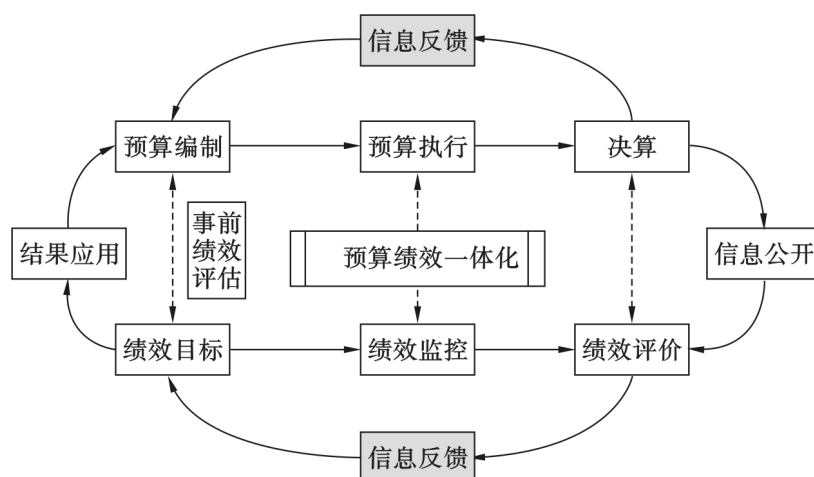 信息反馈
预算编制
预算执行
决算
事前
绩效
评估
结果应用
预算绩效一体化
信息公开
绩效目标
绩效监控
绩效评价
信息反馈